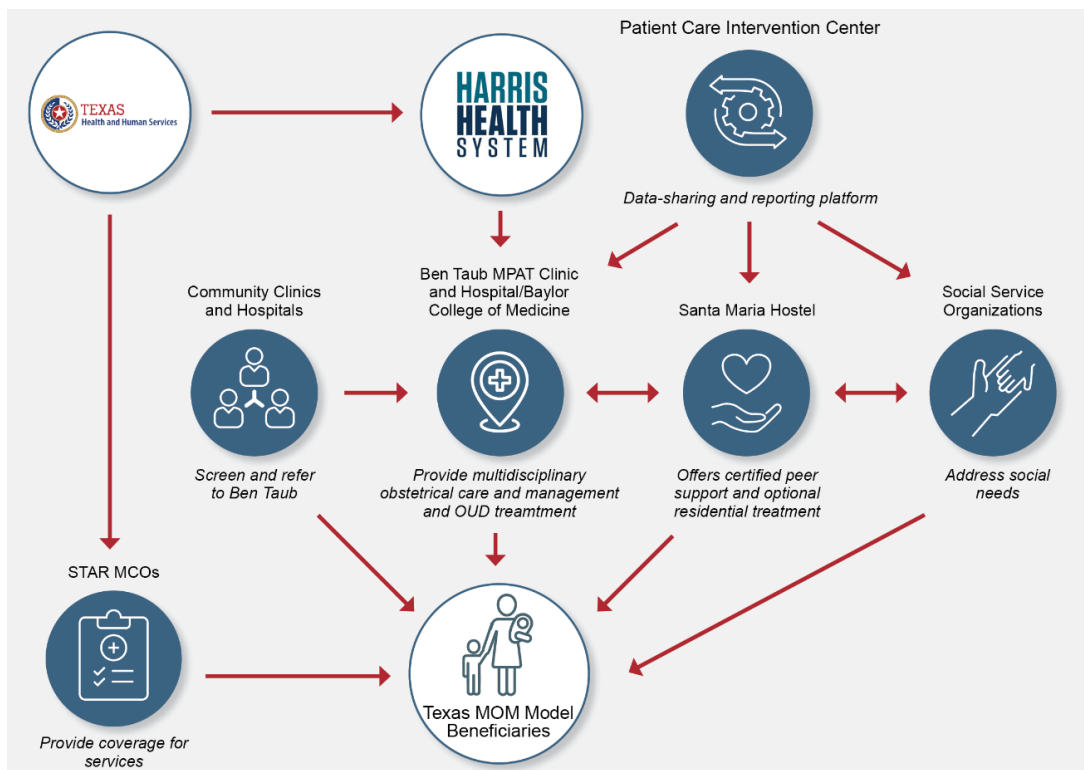 Patient Care Intervention Center
TEXAS
Health and Human Services
HARRIS
HEALTH
SYSTEM
Data-sharing and reporting platform
Community Clinics
and Hospitals
Ben Taub MPAT Clinic
and Hospital/Baylor
College of Medicine
Santa Maria Hostel
Social Service
Organizations
Screen and refer
to Ben Taub
Provide multidisciplinary
obstetrical care and management
and OUD treamtment
Offers certified peer
support and optional
residential treatment
Address social
needs
STAR MCOs
Provide coverage for
services
Texas MOM Model
Beneficiaries